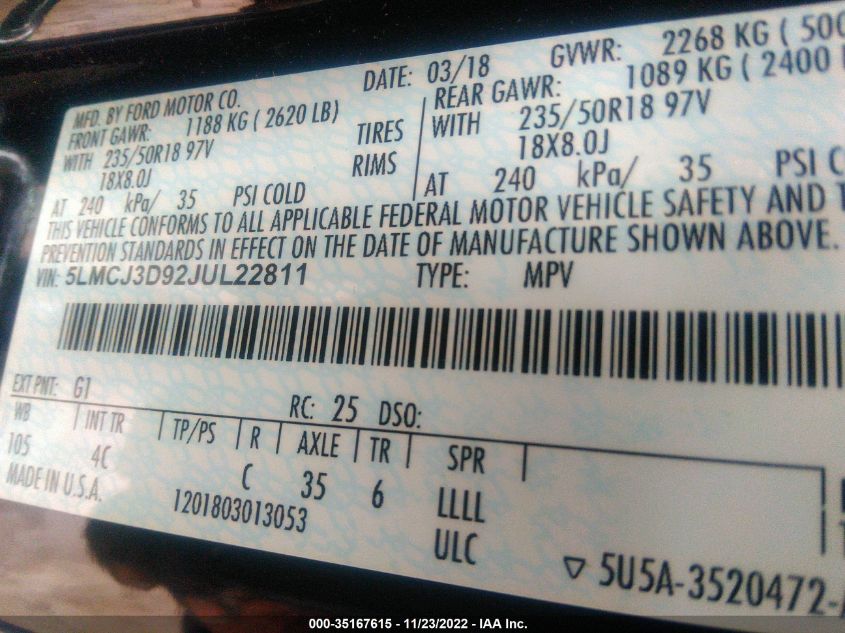 MFD. BY FORD MOTOR CO.
DATE: 03/18
GVWR: 2268 KG ( 500
FRONT GAWR: 1188 KG ( 2620 LB)
REAR GAWR: 1089 KG ( 2400
WITH 235/50R18 97V
TIRES
WITH 235/50R18 97V
18X8.0J
RIMS
18X8.0J
AT 240 kPa/ 35 PSI COLD
AT 240 kPa/ 35 PSI C
THIS VEHICLE CONFORMS TO ALL APPLICABLE FEDERAL MOTOR VEHICLE SAFETY AND
PREVENTION STANDARDS IN EFFECT ON THE DATE OF MANUFACTURE SHOWN ABOVE.
VIN: 5LMCJ3D92JUL22811
TYPE: MPV
EXT PNT: G1
RC: 25 DSO:
WB INT TR TP/PS R AXLE TR SPR
105 4C C 35 6 LLLL
MADE IN U.S.A.
1201803013053
ULC
5U5A-3520472-
000-35167615 - 11/23/2022 - IAA Inc.